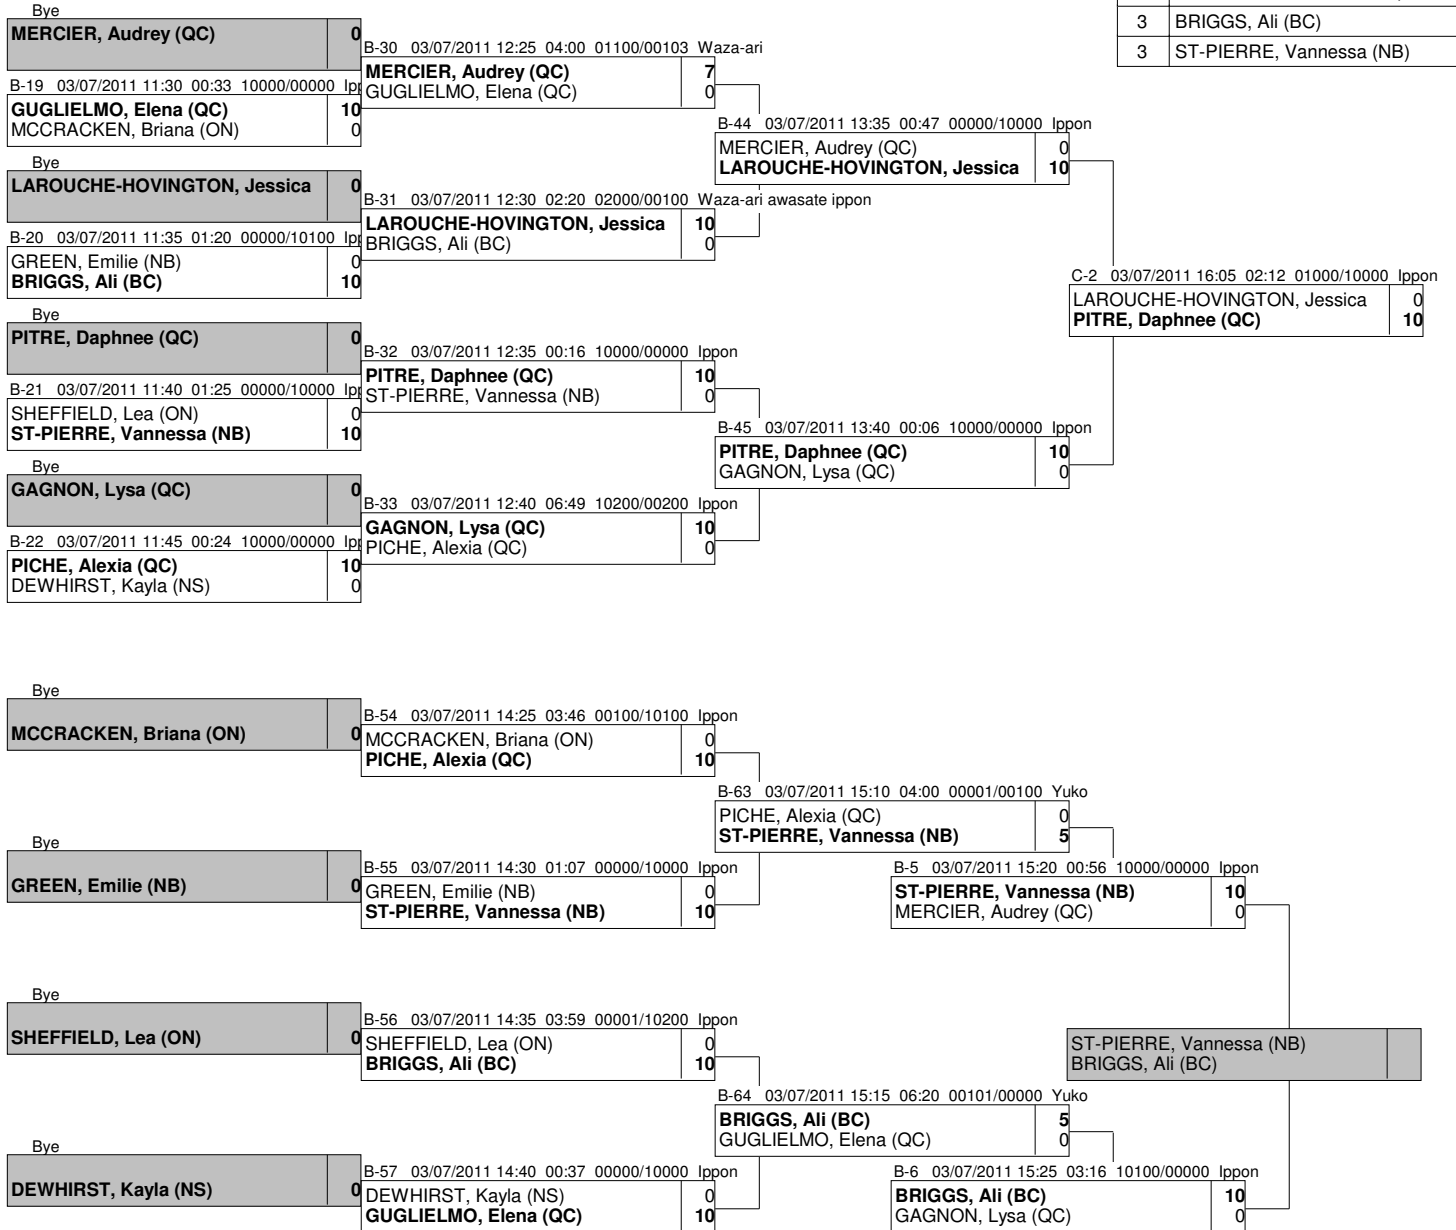 3 BRIGGS, Ali (BC)
3 ST-PIERRE, Vannessa (NB)
Bye
MERCIER, Audrey (QC) 0
B-19 03/07/2011 11:30 00:33 10000/00000
GUGLIELMO, Elena (QC) 10
MCCRACKEN, Briana (ON) 0
Bye
LAROUCHE-HOVINGTON, Jessica 0
B-20 03/07/2011 11:35 01:20 00000/10100
GREEN, Emilie (NB) 0
BRIGGS, Ali (BC) 10
Bye
PITRE, Daphnee (QC) 0
B-21 03/07/2011 11:40 01:25 00000/10000
SHEFFIELD, Lea (ON) 0
ST-PIERRE, Vannessa (NB) 10
Bye
GAGNON, Lysa (QC) 0
B-22 03/07/2011 11:45 00:24 10000/00000
PICHE, Alexia (QC) 10
DEWHIRST, Kayla (NS) 0
B-30 03/07/2011 12:25 04:00 01100/00103 Waza-ari
MERCIER, Audrey (QC) 7
GUGLIELMO, Elena (QC) 0
B-31 03/07/2011 12:30 02:20 02000/00100 Waza-ari awasate ippon
LAROUCHE-HOVINGTON, Jessica 10
BRIGGS, Ali (BC) 0
B-32 03/07/2011 12:35 00:16 10000/00000 Ippon
PITRE, Daphnee (QC) 10
ST-PIERRE, Vannessa (NB) 0
B-33 03/07/2011 12:40 06:49 10200/00200 Ippon
GAGNON, Lysa (QC) 10
PICHE, Alexia (QC) 0
B-44 03/07/2011 13:35 00:47 00000/10000 Ippon
MERCIER, Audrey (QC) 0
LAROUCHE-HOVINGTON, Jessica 10
B-45 03/07/2011 13:40 00:06 10000/00000 Ippon
PITRE, Daphnee (QC) 10
GAGNON, Lysa (QC) 0
C-2 03/07/2011 16:05 02:12 01000/10000 Ippon
LAROUCHE-HOVINGTON, Jessica 0
PITRE, Daphnee (QC) 10
Bye
MCCRACKEN, Briana (ON) 0
Bye
GREEN, Emilie (NB) 0
Bye
SHEFFIELD, Lea (ON) 0
Bye
DEWHIRST, Kayla (NS) 0
B-54 03/07/2011 14:25 03:46 00100/10100 Ippon
MCCRACKEN, Briana (ON) 0
PICHE, Alexia (QC) 10
B-55 03/07/2011 14:30 01:07 00000/10000 Ippon
GREEN, Emilie (NB) 0
ST-PIERRE, Vannessa (NB) 10
B-56 03/07/2011 14:35 03:59 00001/10200 Ippon
SHEFFIELD, Lea (ON) 0
BRIGGS, Ali (BC) 10
B-57 03/07/2011 14:40 00:37 00000/10000 Ippon
DEWHIRST, Kayla (NS) 0
GUGLIELMO, Elena (QC) 10
B-63 03/07/2011 15:10 04:00 00001/00100 Yuko
PICHE, Alexia (QC) 0
ST-PIERRE, Vannessa (NB) 5
B-64 03/07/2011 15:15 06:20 00101/00000 Yuko
BRIGGS, Ali (BC) 5
GUGLIELMO, Elena (QC) 0
B-5 03/07/2011 15:20 00:56 10000/00000 Ippon
ST-PIERRE, Vannessa (NB) 10
MERCIER, Audrey (QC) 0
B-6 03/07/2011 15:25 03:16 10100/00000 Ippon
BRIGGS, Ali (BC) 10
GAGNON, Lysa (QC) 0
ST-PIERRE, Vannessa (NB)
BRIGGS, Ali (BC)